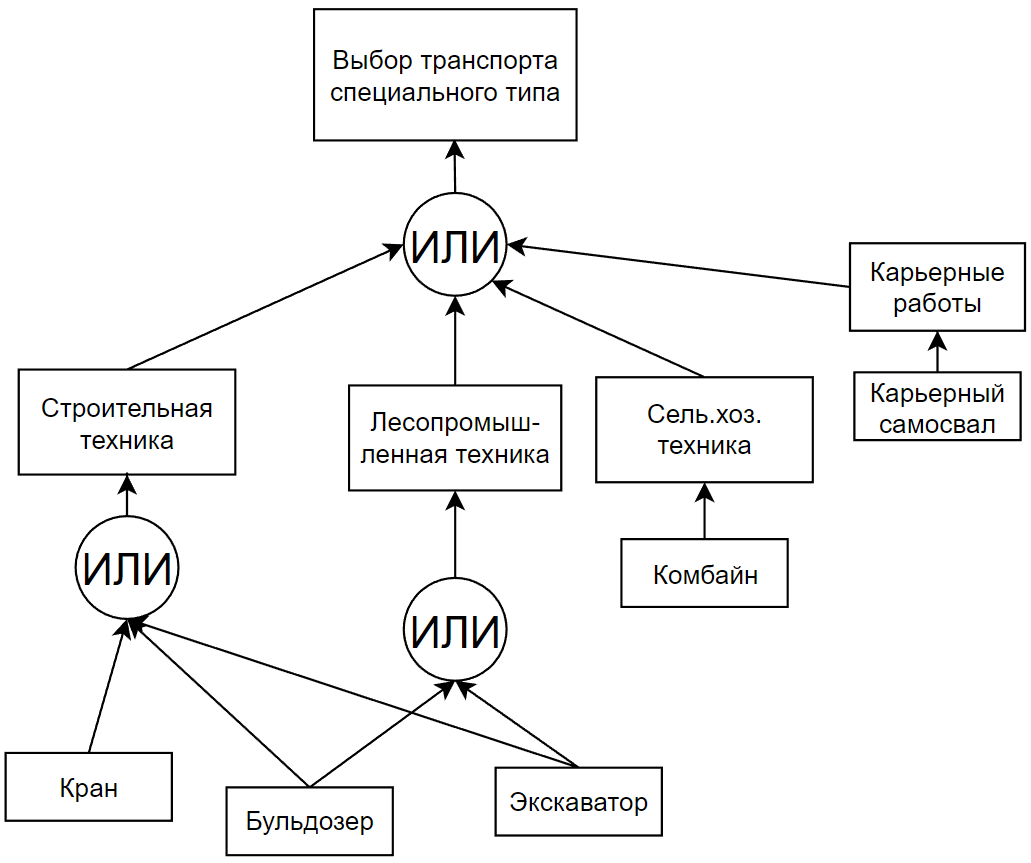 Выбор транспорта
специального типа
ИЛИ
Карьерные
работы
Строительная
техника
Лесопромыш-
ленная техника
Сель.хоз.
техника
Карьерный
самосвал
ИЛИ
Комбайн
ИЛИ
Кран
Бульдозер
Экскаватор